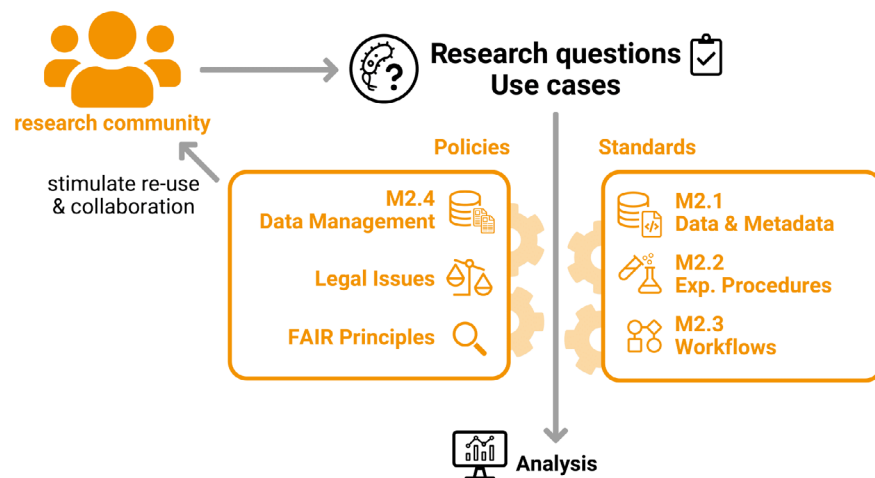 Research questions
Use cases
research community
stimulate re-use
& collaboration
Policies
M2.4
Data Management
Legal Issues
FAIR Principles
Standards
M2.1
Data & Metadata
M2.2
Exp. Procedures
M2.3
Workflows
Analysis